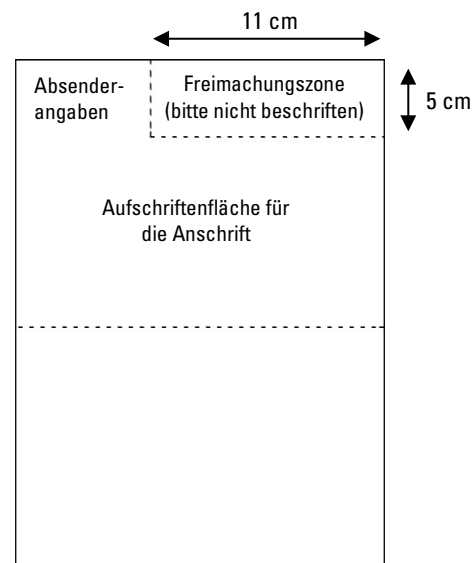 11 cm
Absender-
angaben
Freimachungszone
(bitte nicht beschriften)
5 cm
Aufschriftenfläche für
die Anschrift